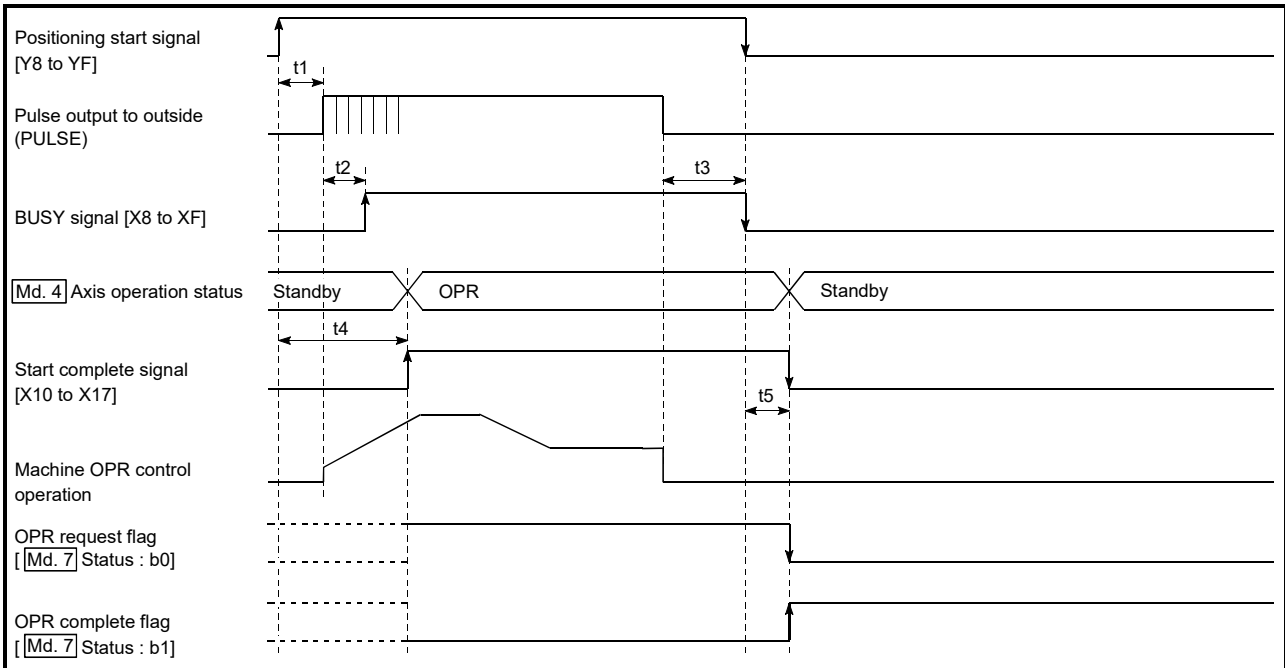 Positioning start signal
[Y8 to YF]
t1
Pulse output to outside
(PULSE)
t2
t3
BUSY signal [X8 to XF]
Md. 4 Axis operation status
Standby
OPR
Standby
t4
Start complete signal
[X10 to X17]
t5
Machine OPR control
operation
OPR request flag
[ Md. 7 Status : b0]
OPR complete flag
[ Md. 7 Status : b1]